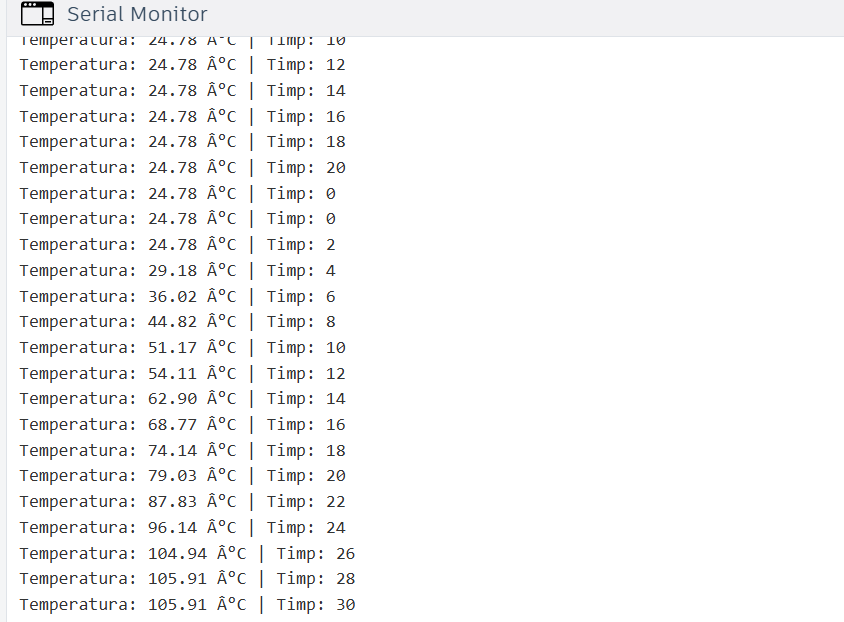 Serial Monitor
Temperatura: 24.78 Â°C | Timp: 10
Temperatura: 24.78 Â°C | Timp: 12
Temperatura: 24.78 Â°C | Timp: 14
Temperatura: 24.78 Â°C | Timp: 16
Temperatura: 24.78 Â°C | Timp: 18
Temperatura: 24.78 Â°C | Timp: 20
Temperatura: 24.78 Â°C | Timp: 0
Temperatura: 24.78 Â°C | Timp: 0
Temperatura: 24.78 Â°C | Timp: 2
Temperatura: 29.18 Â°C | Timp: 4
Temperatura: 36.02 Â°C | Timp: 6
Temperatura: 44.82 Â°C | Timp: 8
Temperatura: 51.17 Â°C | Timp: 10
Temperatura: 54.11 Â°C | Timp: 12
Temperatura: 62.90 Â°C | Timp: 14
Temperatura: 68.77 Â°C | Timp: 16
Temperatura: 74.14 Â°C | Timp: 18
Temperatura: 79.03 Â°C | Timp: 20
Temperatura: 87.83 Â°C | Timp: 22
Temperatura: 96.14 Â°C | Timp: 24
Temperatura: 104.94 Â°C | Timp: 26
Temperatura: 105.91 Â°C | Timp: 28
Temperatura: 105.91 Â°C | Timp: 30